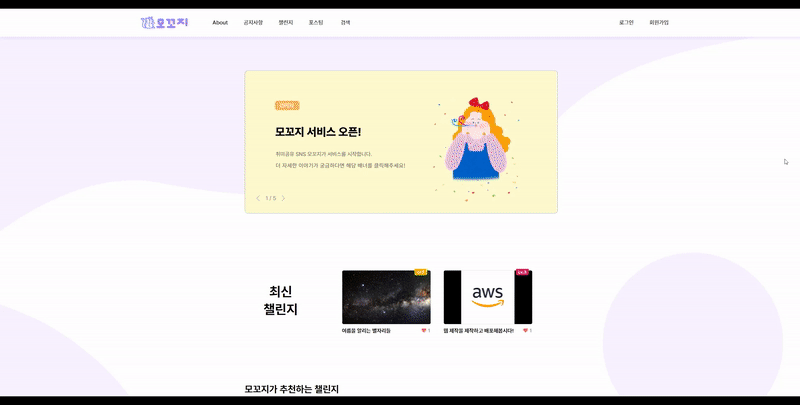 모꼬지
About 공지사항 챌린지 포스팅 검색 로그인 회원가입
모꼬지 서비스 오픈!
취미공유 SNS 모꼬지가 서비스를 시작합니다.
더 자세한 이야기가 궁금하다면 해당 배너를 클릭해주세요!
1 / 5
최신
챌린지
aws
여름을 알리는 별자리들 1
웹 제작을 제작하고 배포해봅시다! 1
모꼬지가 추천하는 챌린지